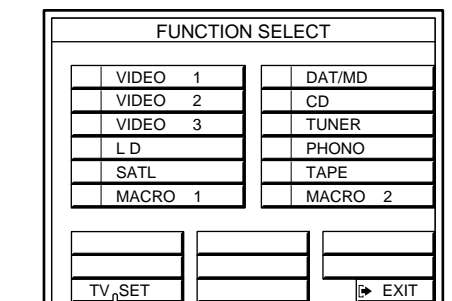 FUNCTION SELECT
VIDEO 1
VIDEO 2
VIDEO 3
L D
SATL
MACRO 1
DAT/MD
CD
TUNER
PHONO
TAPE
MACRO 2
TV SET
EXIT